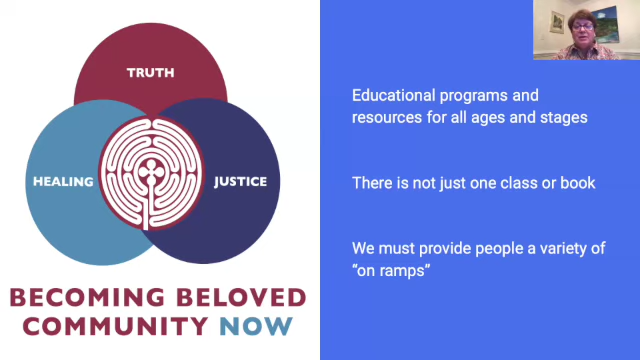 TRUTH
HEALING
JUSTICE
BECOMING BELOVED
COMMUNITY NOW
Educational programs and
resources for all ages and stages
There is not just one class or book
We must provide people a variety of
“on ramps”